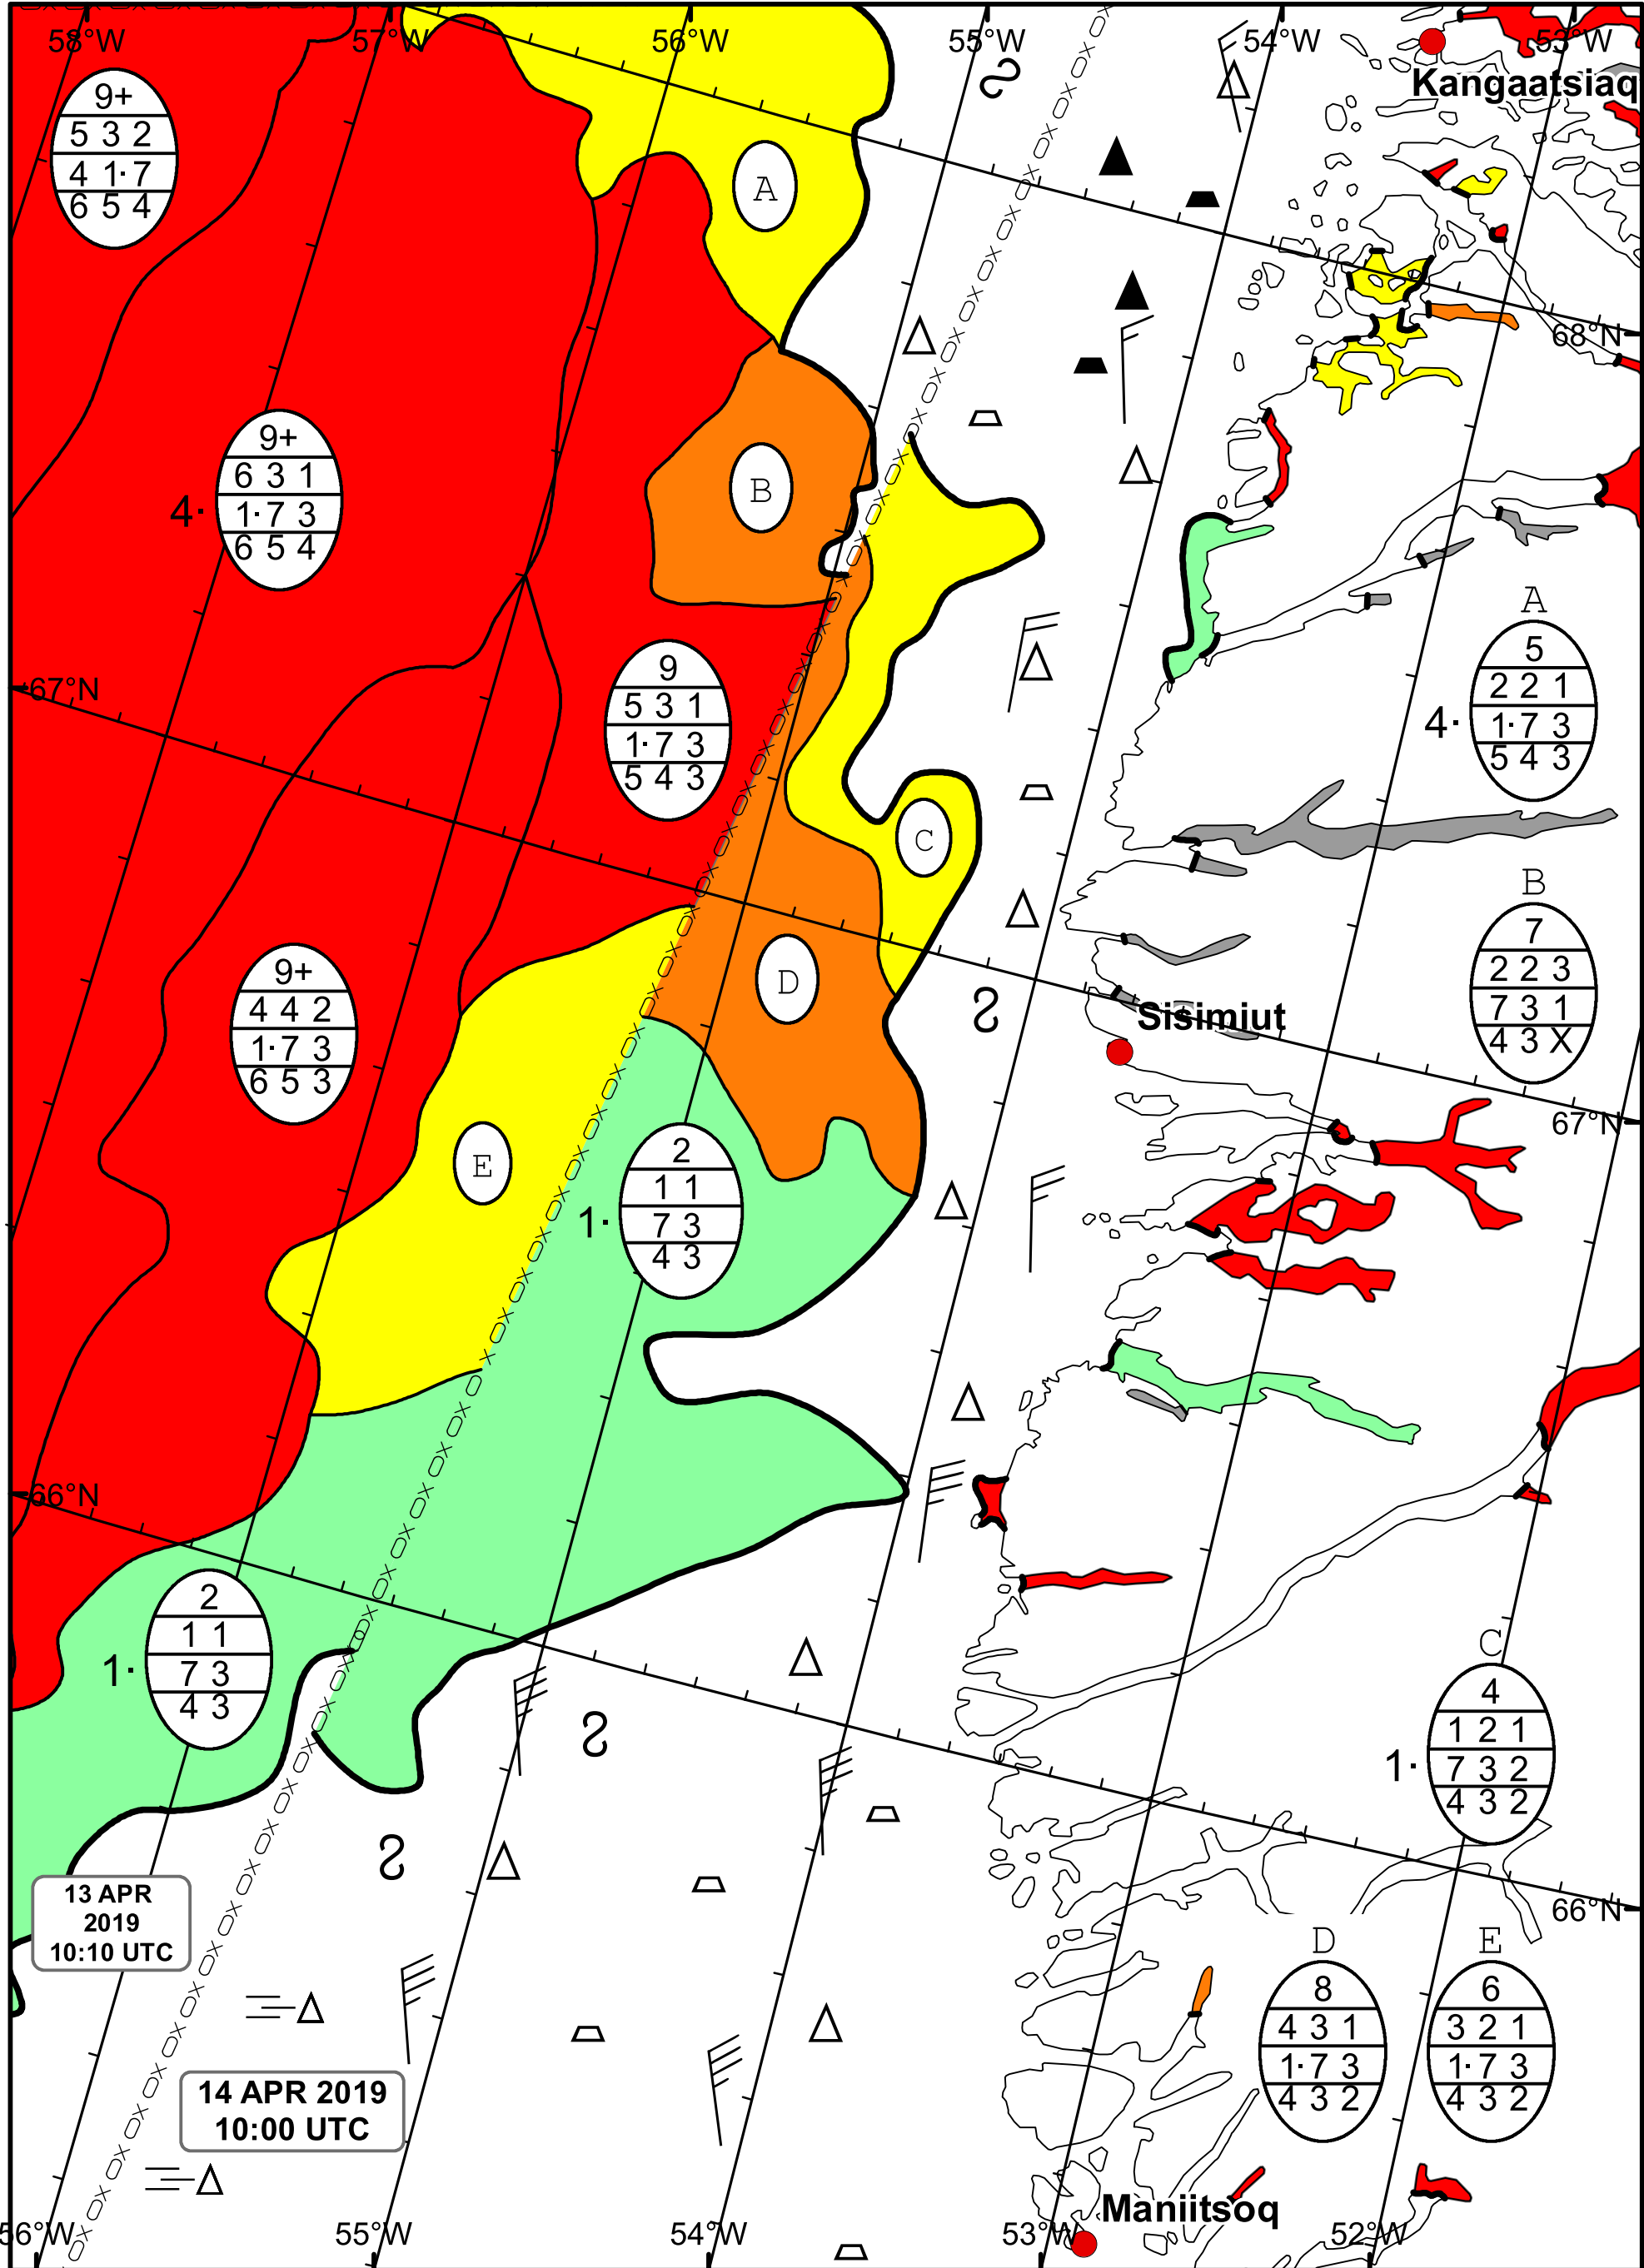 58°W
57°W
56°W
55°W
54°W
53°W
Kangaatsiaq
9+
5 3 2
4 1· 7
6 5 4
A
68°N
9+
6 3 1
4·
1· 7 3
6 5 4
B
A
5
2 2 1
4·
1· 7 3
5 4 3
67°N
9
5 3 1
1· 7 3
5 4 3
C
B
7
2 2 3
7 3 1
4 3 X
9+
4 4 2
1· 7 3
6 5 3
D
Sisimiut
67°N
E
2
1 1
1·
7 3
4 3
66°N
2
1 1
1·
7 3
4 3
C
4
1 2 1
1·
7 3 2
4 3 2
13 APR
2019
10:10 UTC
66°N
D
8
4 3 1
1· 7 3
4 3 2
E
6
3 2 1
1· 7 3
4 3 2
14 APR 2019
10:00 UTC
Maniitsoq
56°W
55°W
54°W
53°W
52°W